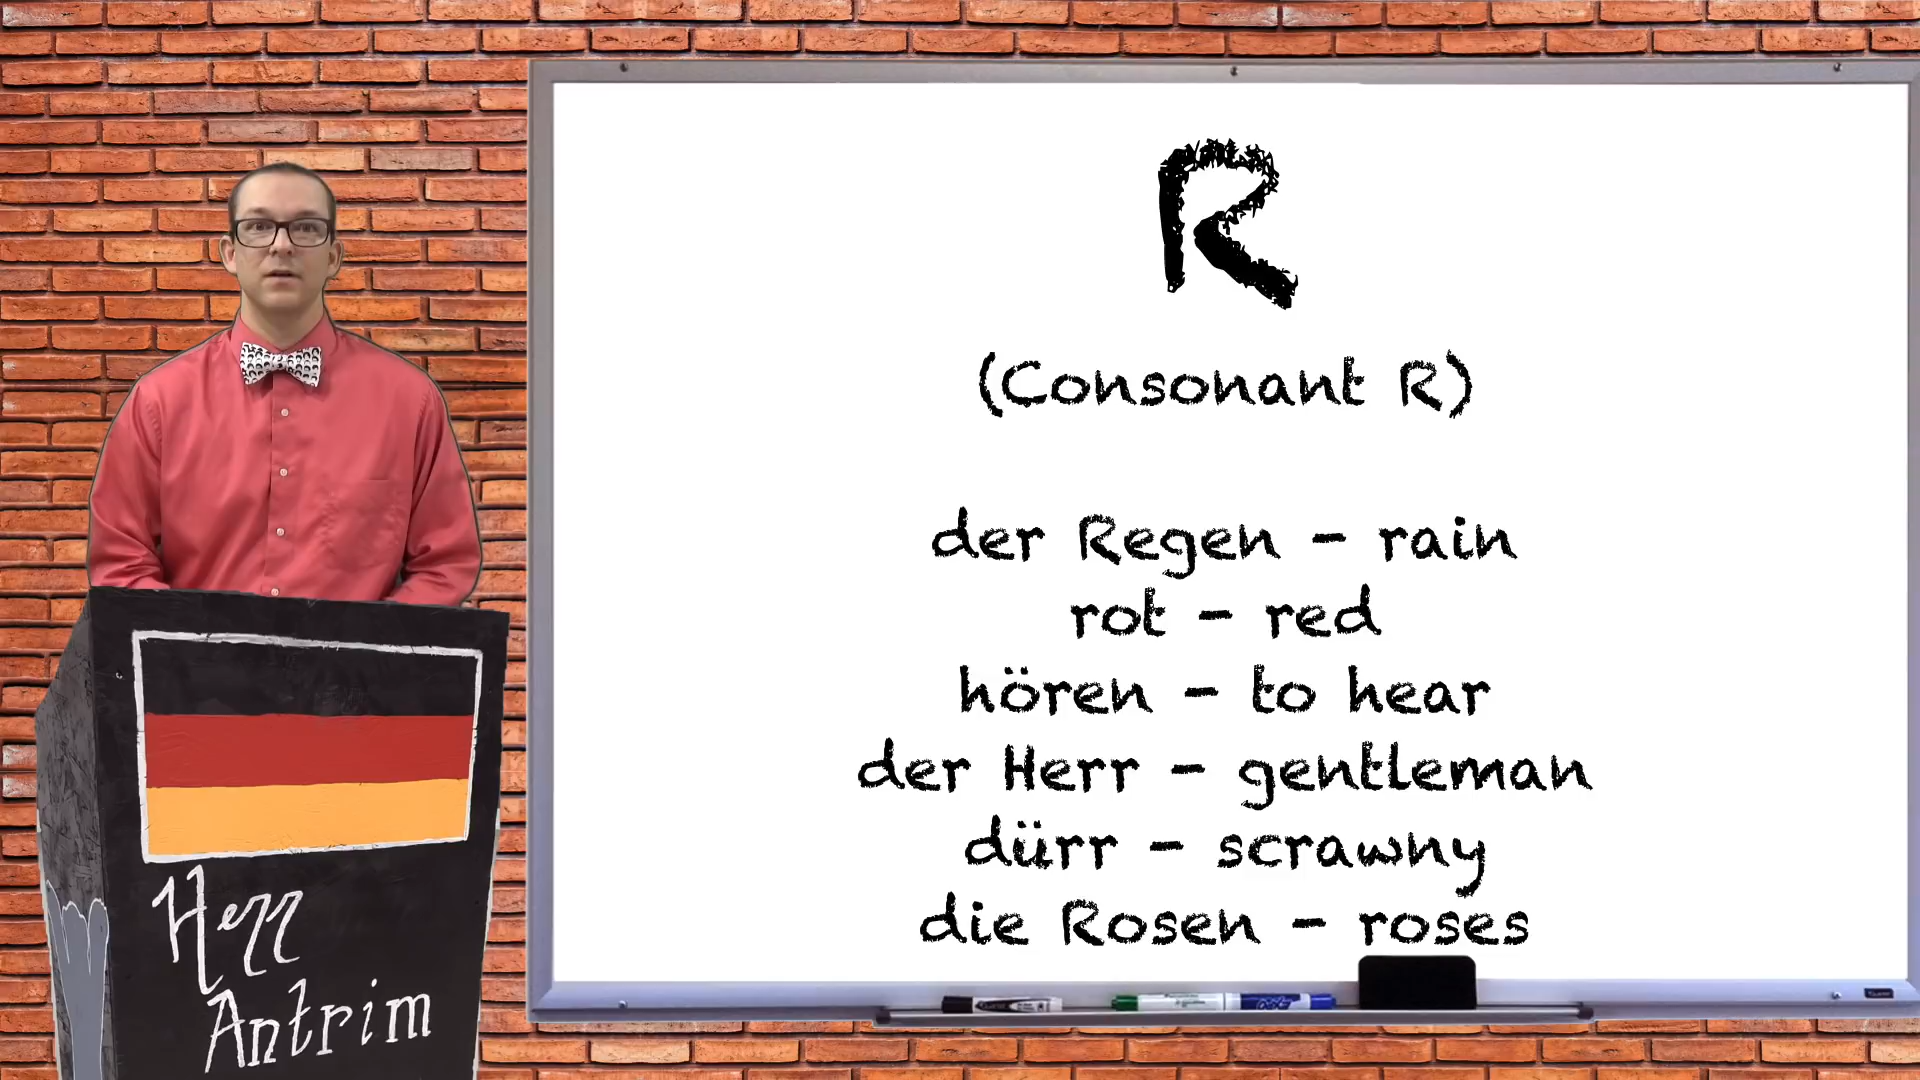 R
(Consonant R)
der Regen - rain
rot - red
hören - to hear
der Herr - gentleman
dürr - scrawny
die Rosen - roses
Herr
Antrim